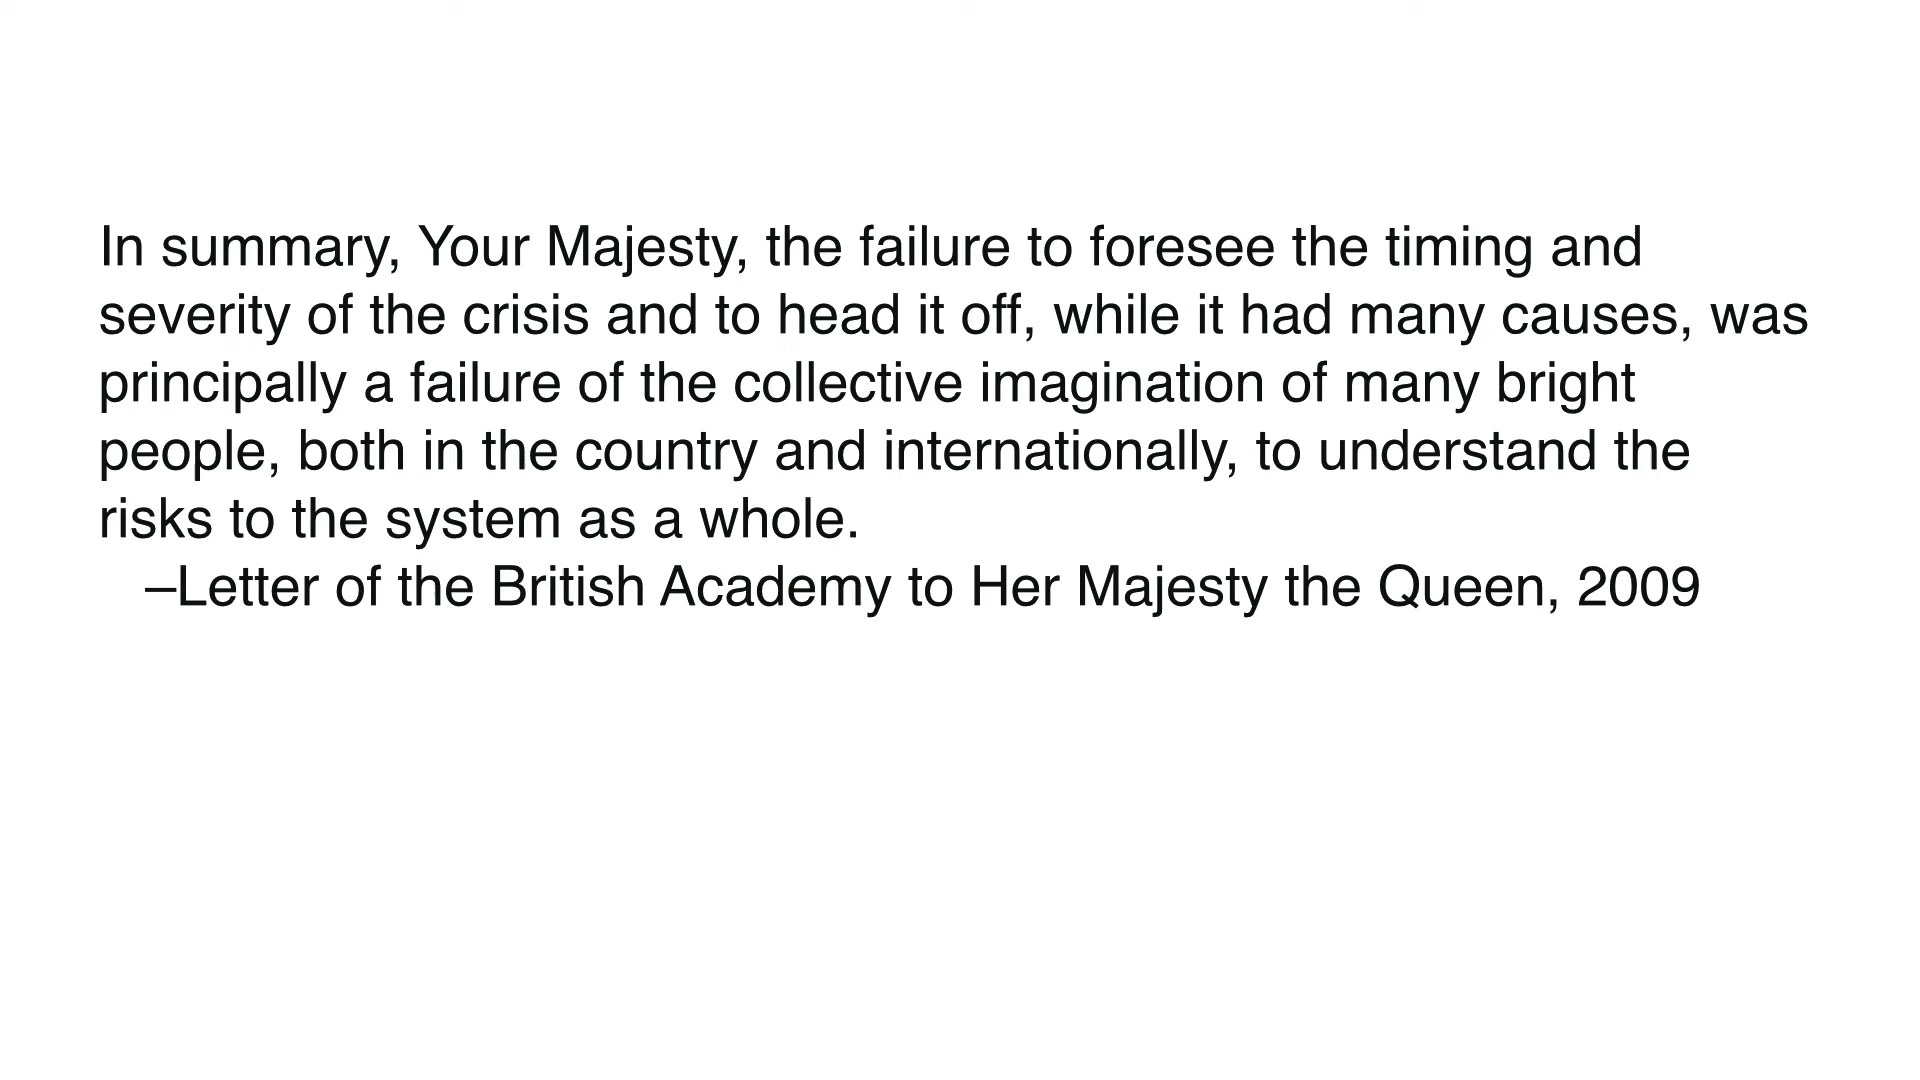 In summary, Your Majesty, the failure to foresee the timing and
severity of the crisis and to head it off, while it had many causes, was
principally a failure of the collective imagination of many bright
people, both in the country and internationally, to understand the
risks to the system as a whole.
–Letter of the British Academy to Her Majesty the Queen, 2009